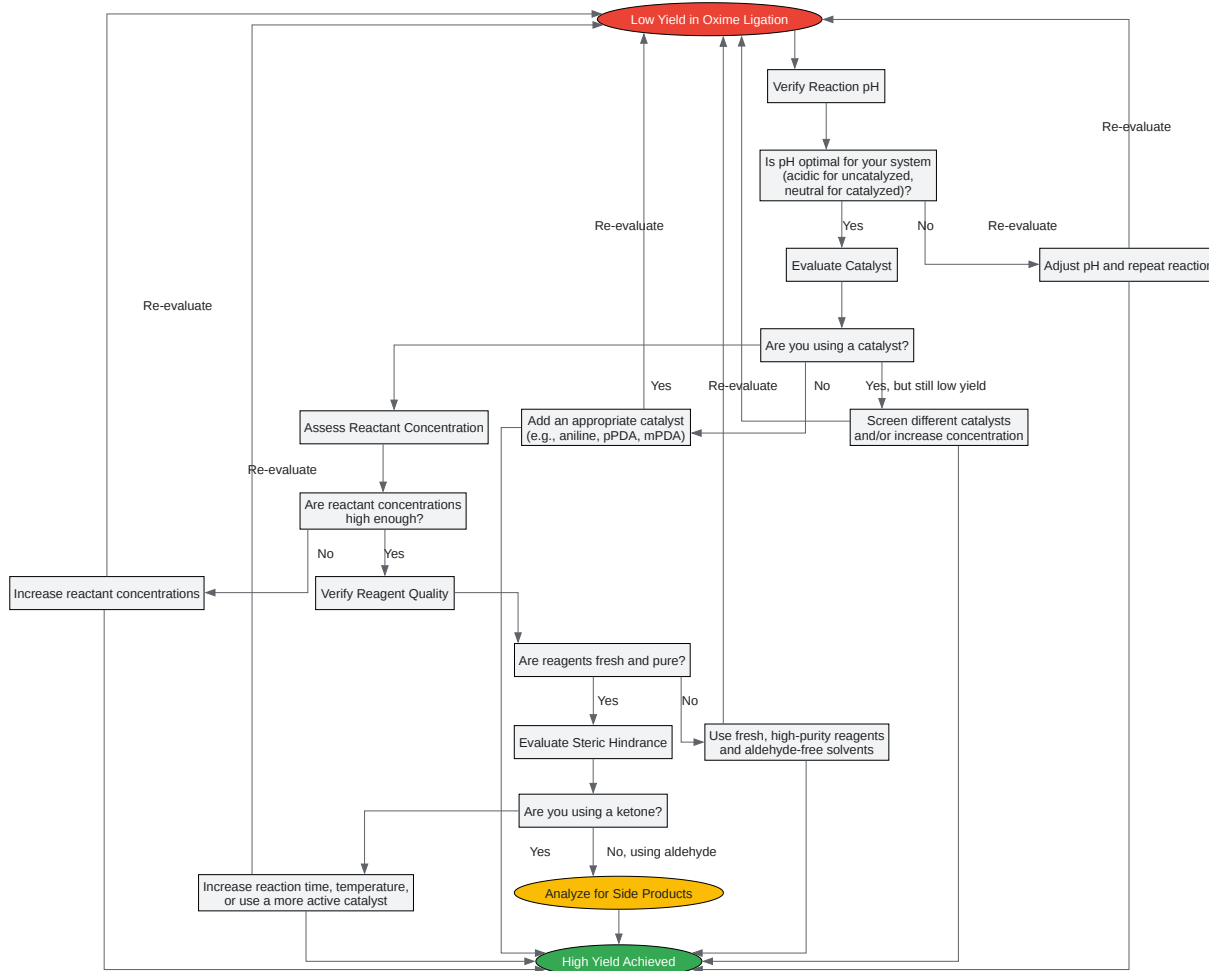 Low Yield in Oxime Ligation
Verify Reaction pH
Re-evaluate
Is pH optimal for your system
(acidic for uncatalyzed,
neutral for catalyzed)?
Re-evaluate
Yes
No
Re-evaluate
Evaluate Catalyst
Adjust pH and repeat reaction
Re-evaluate
Are you using a catalyst?
Yes
Re-evaluate
No
Yes, but still low yield
Assess Reactant Concentration
Add an appropriate catalyst
(e.g., aniline, pPDA, mPDA)
Screen different catalysts
and/or increase concentration
Re-evaluate
Are reactant concentrations
high enough?
No
Yes
Increase reactant concentrations
Verify Reagent Quality
Are reagents fresh and pure?
Yes
No
Evaluate Steric Hindrance
Use fresh, high-purity reagents
and aldehyde-free solvents
Are you using a ketone?
Yes
No, using aldehyde
Increase reaction time, temperature,
or use a more active catalyst
Analyze for Side Products
High Yield Achieved